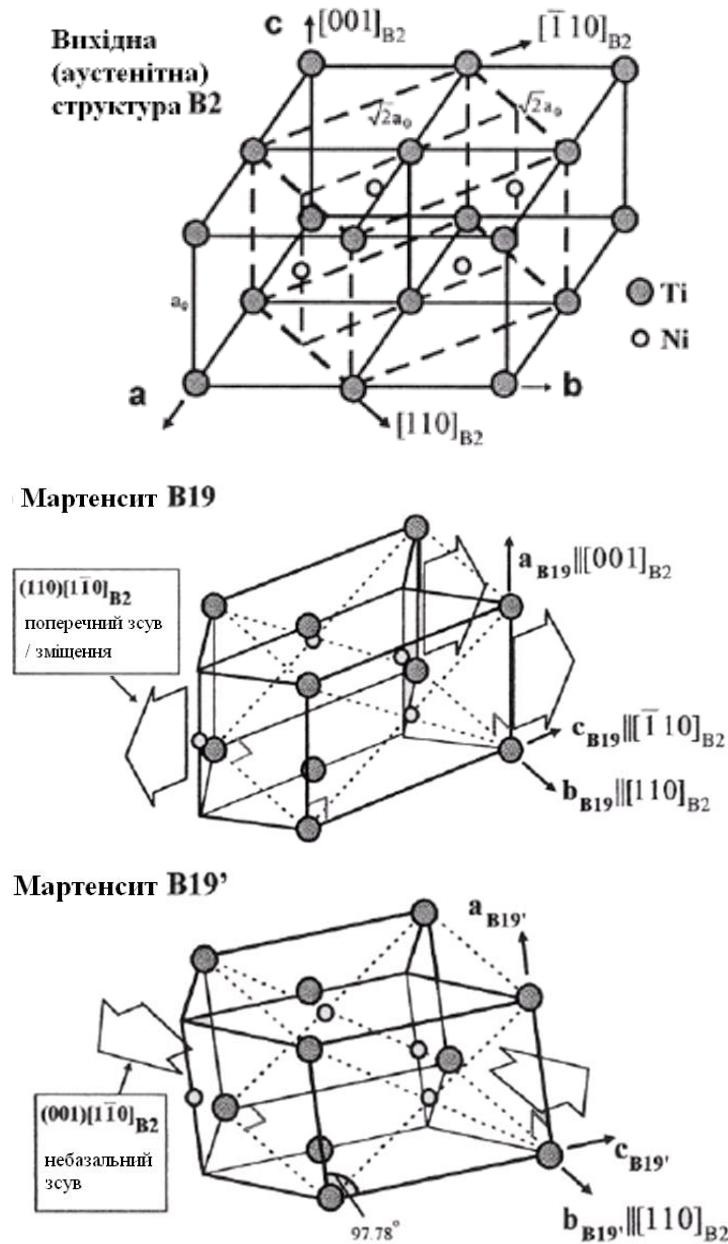 c [001]B2
Вихідна
(аустенітна)
структура B2
[1̅10]B2
√2a₀
√2a₀
a₀
Ti
Ni
a
b
[110]B2
) Мартенсит B19
(110)[11̅0]B2
поперечний зсув
/ зміщення
aB19||[001]B2
cB19||[1̅10]B2
bB19||[110]B2
Мартенсит B19’
aB19'
(001)[11̅0]B2
небазальний
зсув
cB19'
97.78°
bB19'||[110]B2